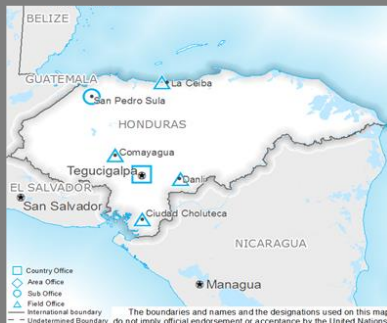 BELIZE
GUATEMALA
La Ceiba
San Pedro Sula
HONDURAS
Comayagua
Tegucigalpa
Danli
EL SALVADOR
San Salvador
Ciudad Choluteca
NICARAGUA
Managua
Country Office
Area Office
Sub Office
Field Office
International boundary
Undetermined Boundary
The boundaries and names and the designations used on this map
do not imply official endorsement or acceptance by the United Nations